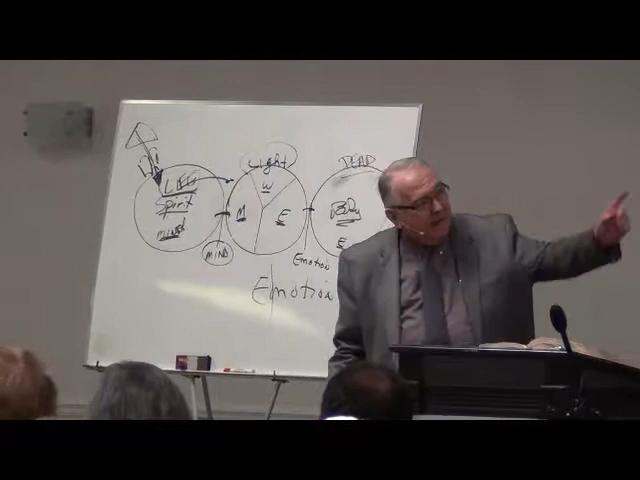 Light
DEAD
LIFE
Spirit
mind
W
M
E
Body
E
MIND
Emotion
Emotion